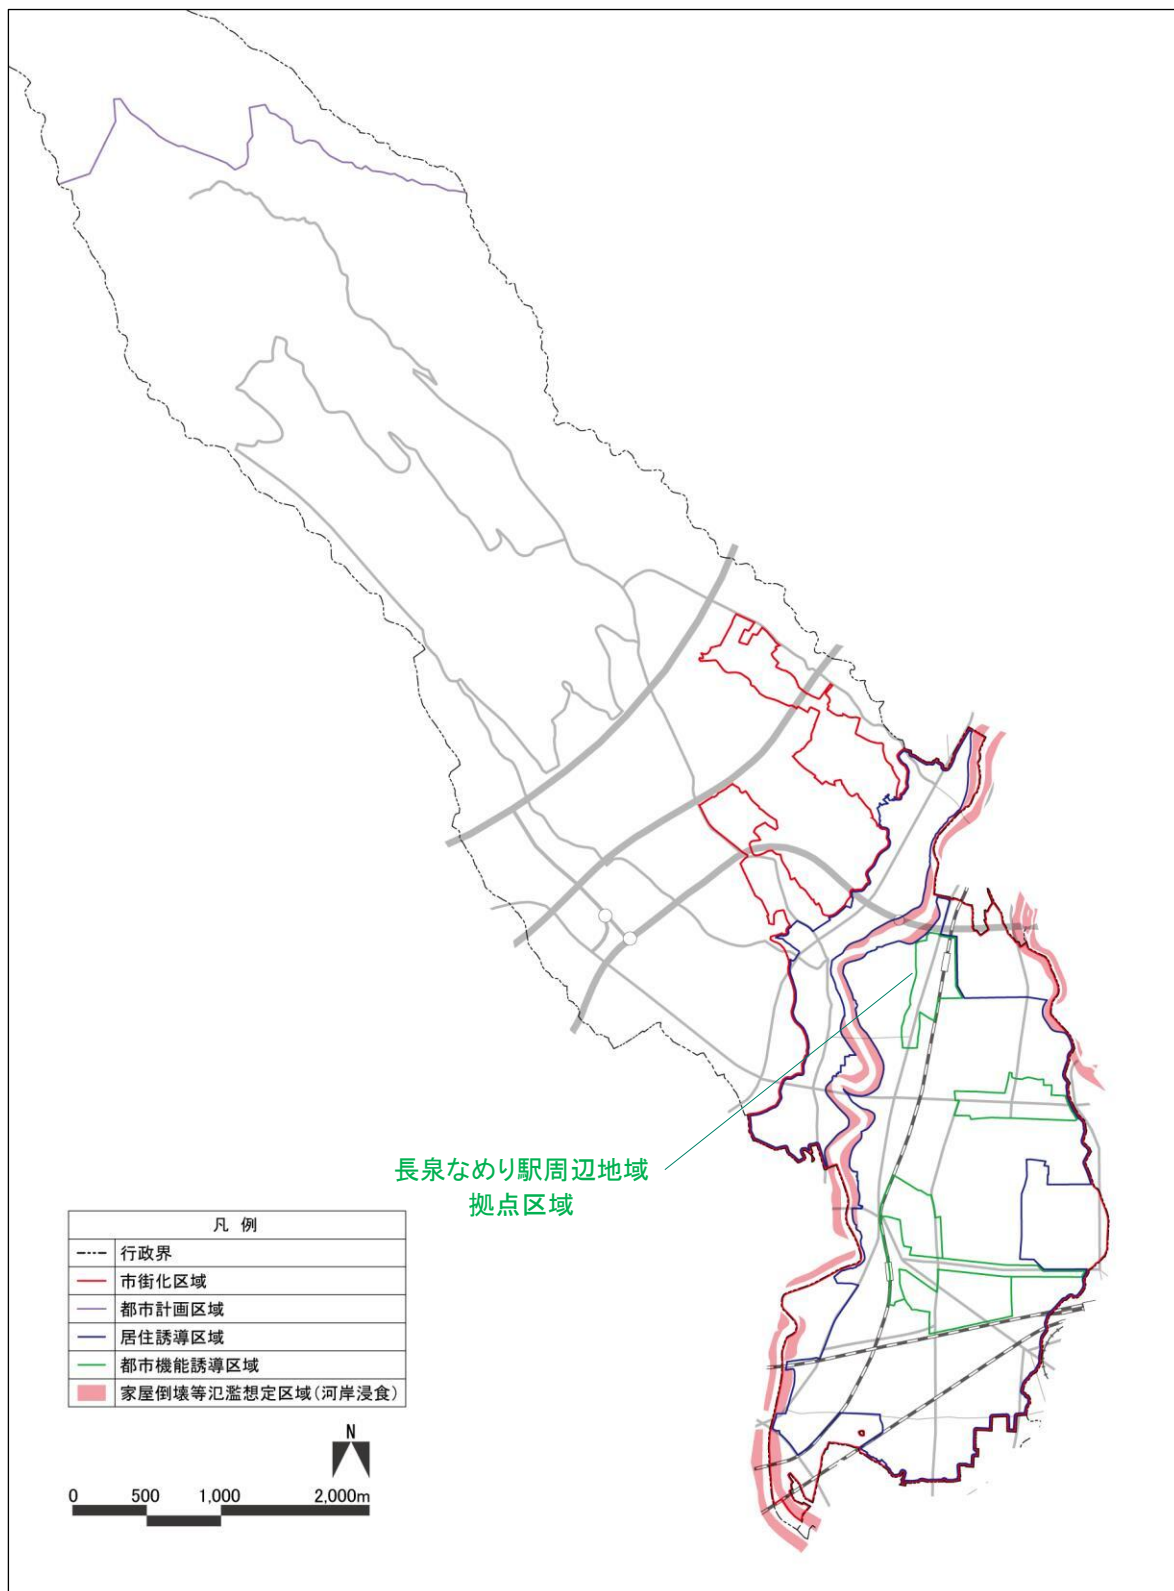 長泉なめり駅周辺地域
拠点区域
凡 例
行政界
市街化区域
都市計画区域
居住誘導区域
都市機能誘導区域
家屋倒壊等氾濫想定区域(河岸浸食)
N
0 500 1,000 2,000m